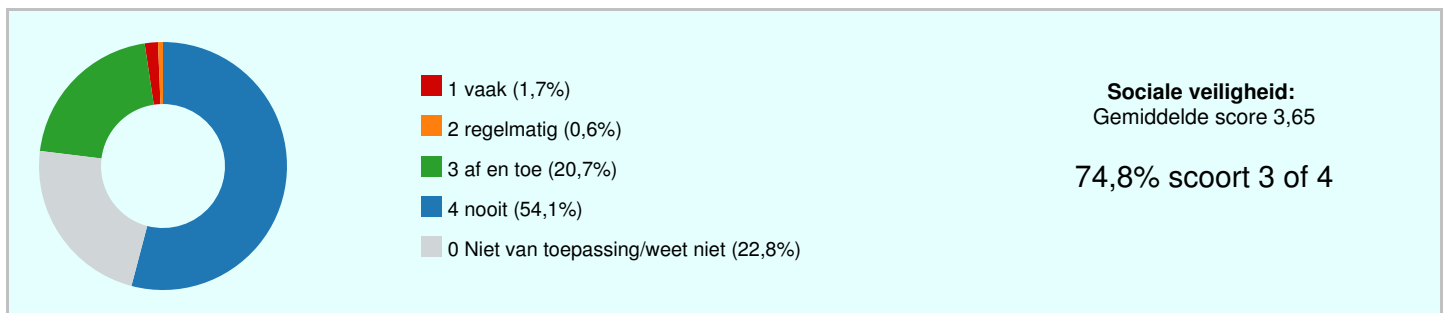 1 vaak (1,7%)
2 regelmatig (0,6%)
3 af en toe (20,7%)
4 nooit (54,1%)
0 Niet van toepassing/weet niet (22,8%)
Sociale veiligheid:
Gemiddelde score 3,65
74,8% scoort 3 of 4